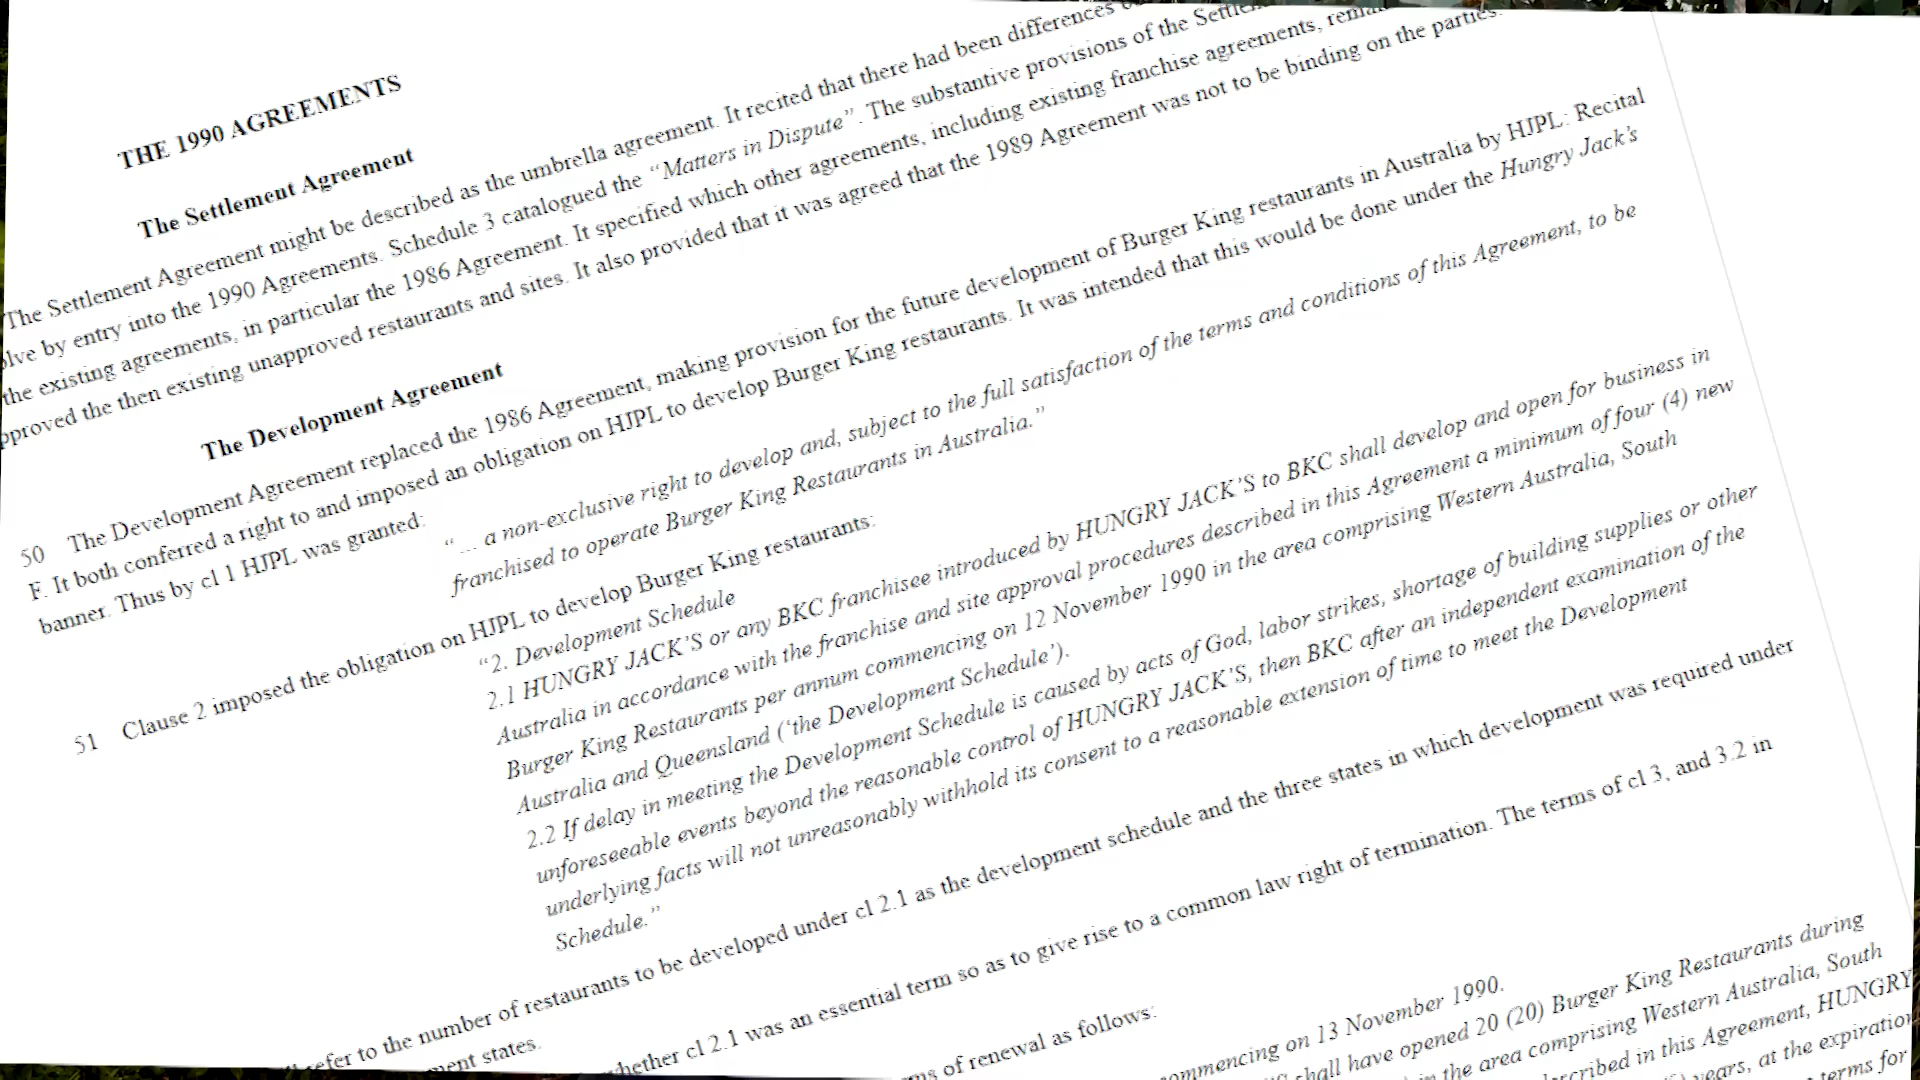 THE 1990 AGREEMENTS
The Settlement Agreement
The Settlement Agreement might be described as the umbrella agreement. It recited that there had been differences
olve by entry into the 1990 Agreements. Schedule 3 catalogued the “Matters in Dispute”. The substantive provisions of the
the existing agreements, in particular the 1986 Agreement. It specified which other agreements, including existing franchise agreements,
pproved the then existing unapproved restaurants and sites. It also provided that it was agreed that the 1989 Agreement was not to be binding on the parties.
The Development Agreement
50 The Development Agreement replaced the 1986 Agreement, making provision for the future development of Burger King restaurants in Australia by HJPL: Recital
F. It both conferred a right to and imposed an obligation on HJPL to develop Burger King restaurants. It was intended that this would be done under the Hungry Jack’s
banner. Thus by cl 1 HJPL was granted:
“... a non-exclusive right to develop and, subject to the full satisfaction of the terms and conditions of this Agreement, to be
franchised to operate Burger King Restaurants in Australia.”
51 Clause 2 imposed the obligation on HJPL to develop Burger King restaurants:
“2. Development Schedule
2.1 HUNGRY JACK’S or any BKC franchisee introduced by HUNGRY JACK’S to BKC shall develop and open for business in
Australia in accordance with the franchise and site approval procedures described in this Agreement a minimum of four (4) new
Burger King Restaurants per annum commencing on 12 November 1990 in the area comprising Western Australia, South
Australia and Queensland (‘the Development Schedule’).
2.2 If delay in meeting the Development Schedule is caused by acts of God, labor strikes, shortage of building supplies or other
unforeseeable events beyond the reasonable control of HUNGRY JACK’S, then BKC after an independent examination of the
underlying facts will not unreasonably withhold its consent to a reasonable extension of time to meet the Development
Schedule.”
refer to the number of restaurants to be developed under cl 2.1 as the development schedule and the three states in which development was required under
ment states.
whether cl 2.1 was an essential term so as to give rise to a common law right of termination. The terms of cl 3, and 3.2 in
ms of renewal as follows:
ommencing on 13 November 1990.
shall have opened 20 (20) Burger King Restaurants during
in the area comprising Western Australia, South
scribed in this Agreement, HUNGRY
years, at the expiration
terms for